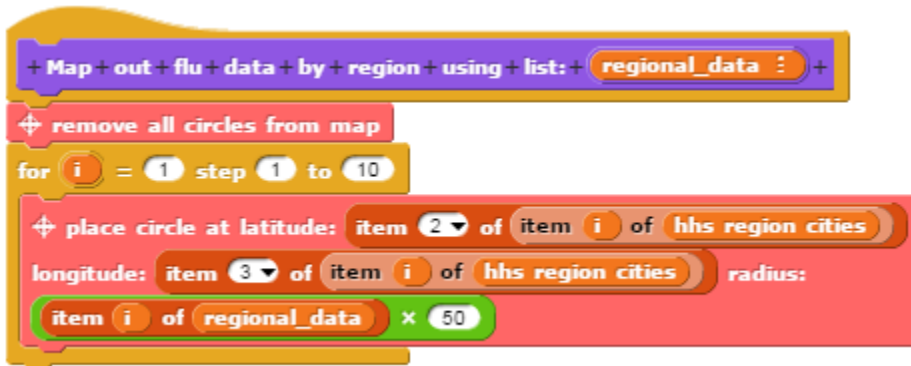 + Map + out + flu + data + by + region + using + list: + regional_data ⋮ +
remove all circles from map
for i = 1 step 1 to 10
place circle at latitude: item 2 of item i of hhs region cities
longitude: item 3 of item i of hhs region cities radius:
item i of regional_data × 50